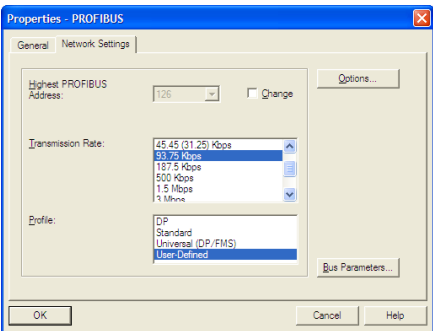 Properties - PROFIBUS
General
Network Settings
Highest PROFIBUS
Address:
126
Change
Options...
Transmission Rate:
45.45 (31.25) Kbps
93.75 Kbps
187.5 Kbps
500 Kbps
1.5 Mbps
3 Mbps
Profile:
DP
Standard
Universal (DP/FMS)
User-Defined
Bus Parameters...
OK
Cancel
Help